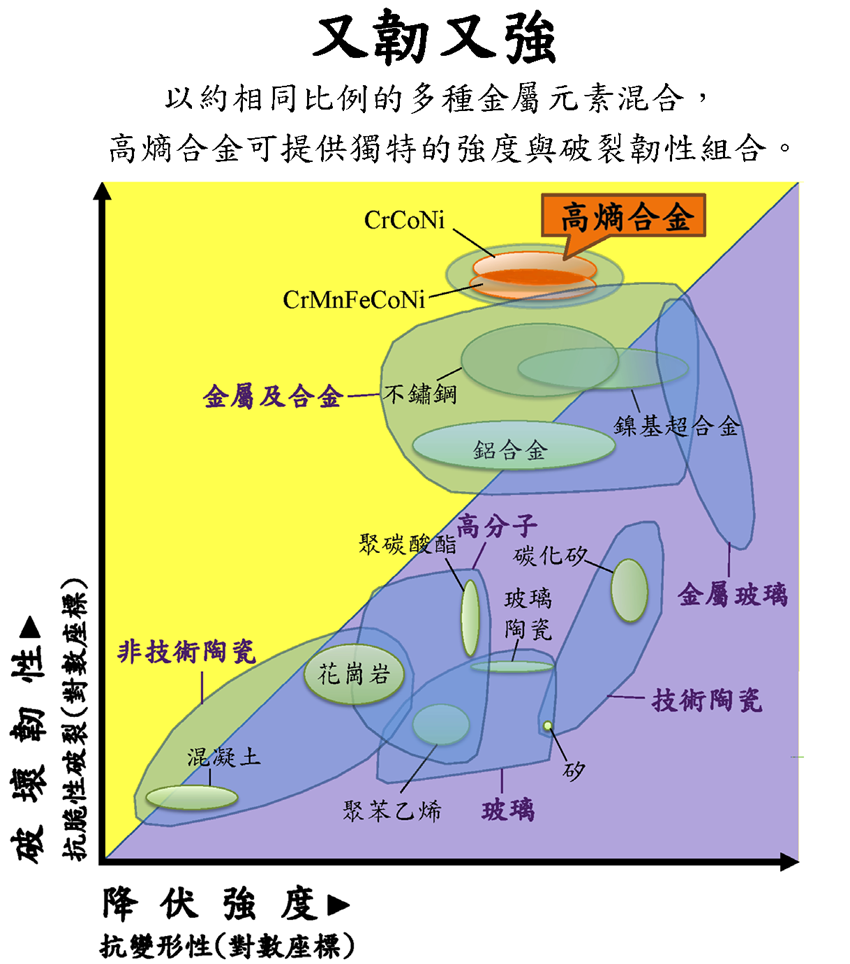 又韌又強
以約相同比例的多種金屬元素混合，
高熵合金可提供獨特的強度與破裂韌性組合。
高熵合金
CrCoNi
CrMnFeCoNi
金屬及合金
不鏽鋼
鎳基超合金
鋁合金
高分子
聚碳酸酯
碳化矽
玻璃
陶瓷
金屬玻璃
非技術陶瓷
花崗岩
技術陶瓷
混凝土
矽
聚苯乙烯
玻璃
破壞韌性►
抗脆性破裂(對數座標)
降伏強度►
抗變形性(對數座標)